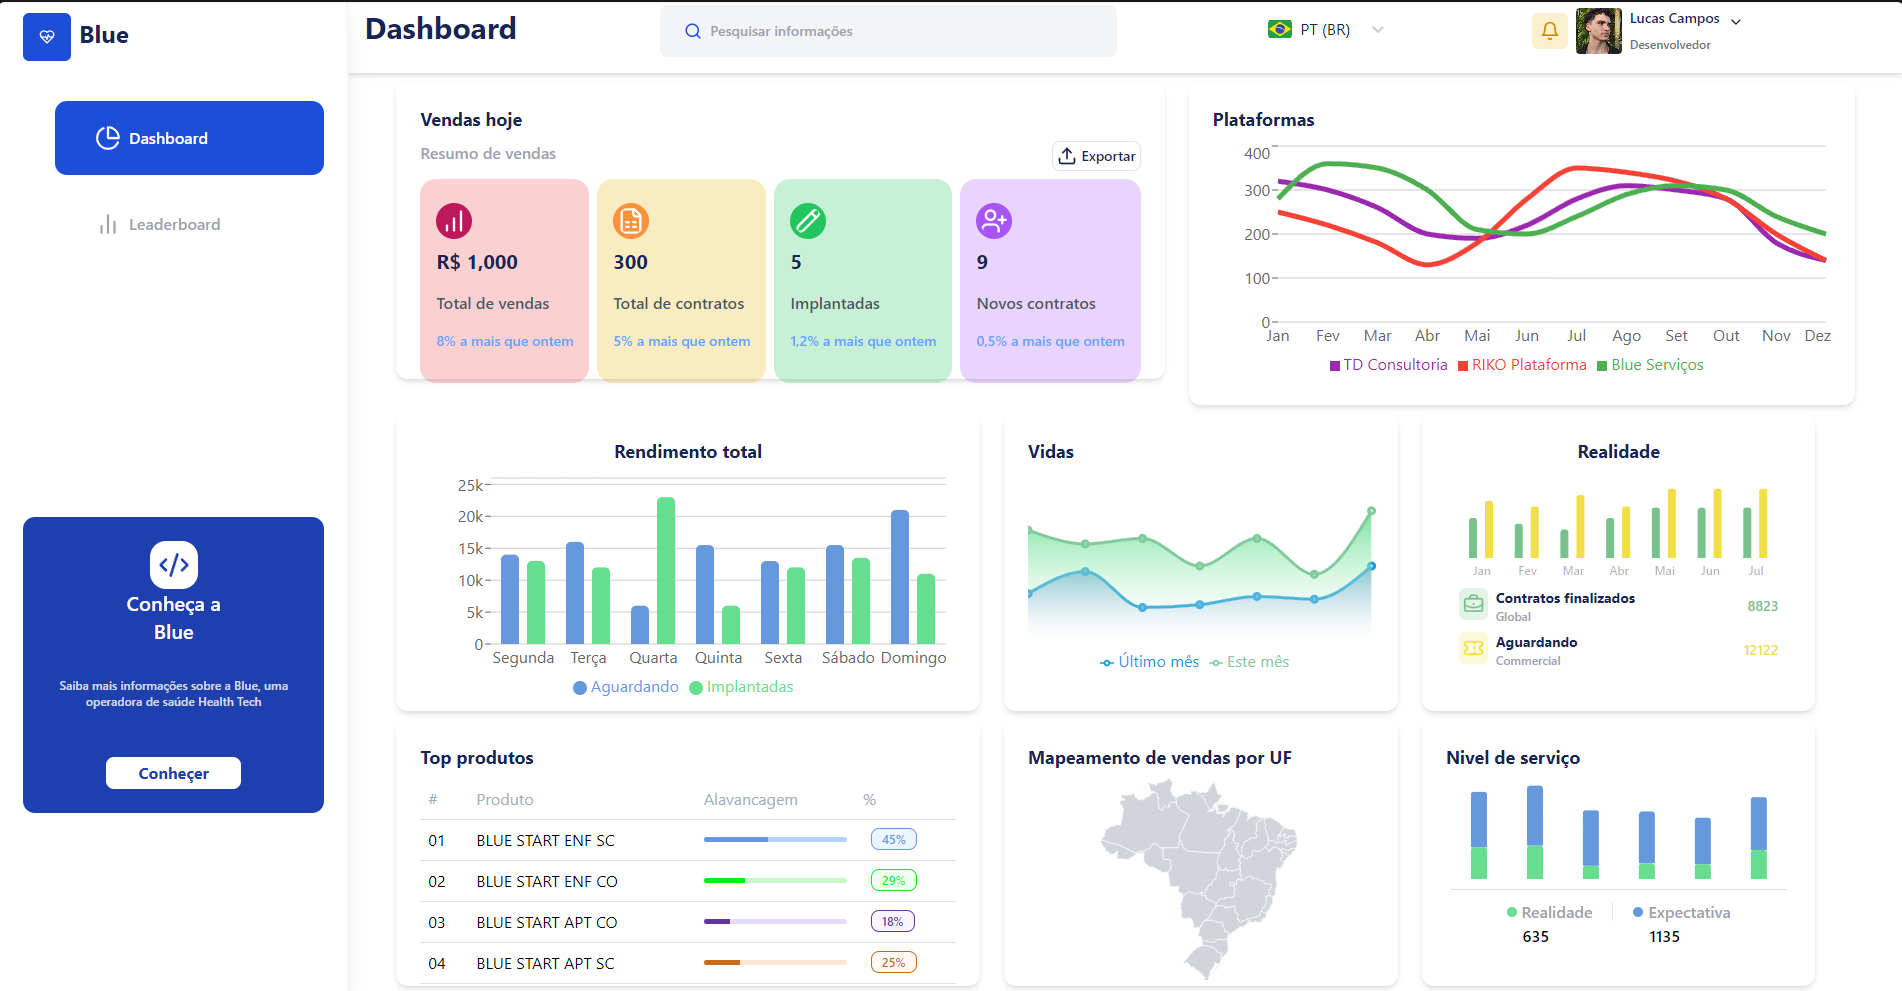 Blue
Dashboard
Pesquisar informações
PT (BR)
Lucas Campos
Desenvolvedor
Dashboard
Leaderboard
Conheça a
Blue
Saiba mais informações sobre a Blue, uma
operadora de saúde Health Tech
Conheçer
Vendas hoje
Resumo de vendas
Exportar
R$ 1,000
Total de vendas
8% a mais que ontem
300
Total de contratos
5% a mais que ontem
5
Implantadas
1,2% a mais que ontem
9
Novos contratos
0,5% a mais que ontem
Plataformas
400
300
200
100
0
Jan Fev Mar Abr Mai Jun Jul Ago Set Out Nov Dez
TD Consultoria RIKO Plataforma Blue Serviços
Rendimento total
25k
20k
15k
10k
5k
0
Segunda Terça Quarta Quinta Sexta Sábado Domingo
Aguardando Implantadas
Vidas
Último mês Este mês
Realidade
Jan Fev Mar Abr Mai Jun Jul
Contratos finalizados
Global
8823
Aguardando
Commercial
12122
Top produtos
# Produto Alavancagem %
01 BLUE START ENF SC 45%
02 BLUE START ENF CO 29%
03 BLUE START APT CO 18%
04 BLUE START APT SC 25%
Mapeamento de vendas por UF
Nivel de serviço
Realidade Expectativa
635 1135